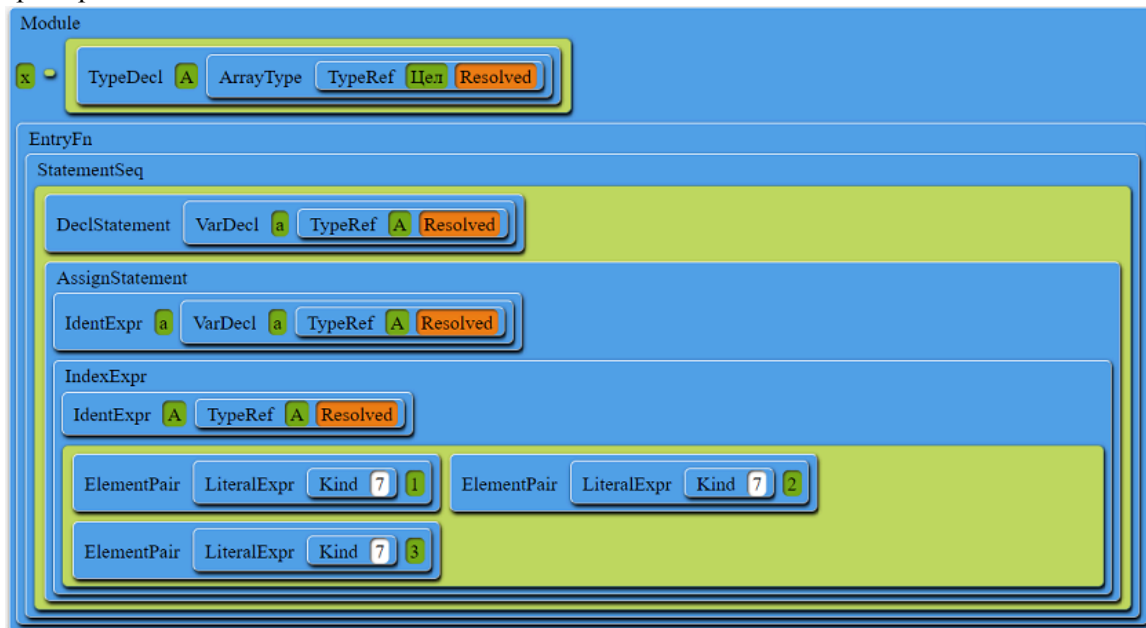 Module
x TypeDecl A ArrayType TypeRef Цел Resolved
EntryFn
StatementSeq
DeclStatement VarDecl a TypeRef A Resolved
AssignStatement
IdentExpr a VarDecl a TypeRef A Resolved
IndexExpr
IdentExpr A TypeRef A Resolved
ElementPair LiteralExpr Kind 7 1 ElementPair LiteralExpr Kind 7 2
ElementPair LiteralExpr Kind 7 3